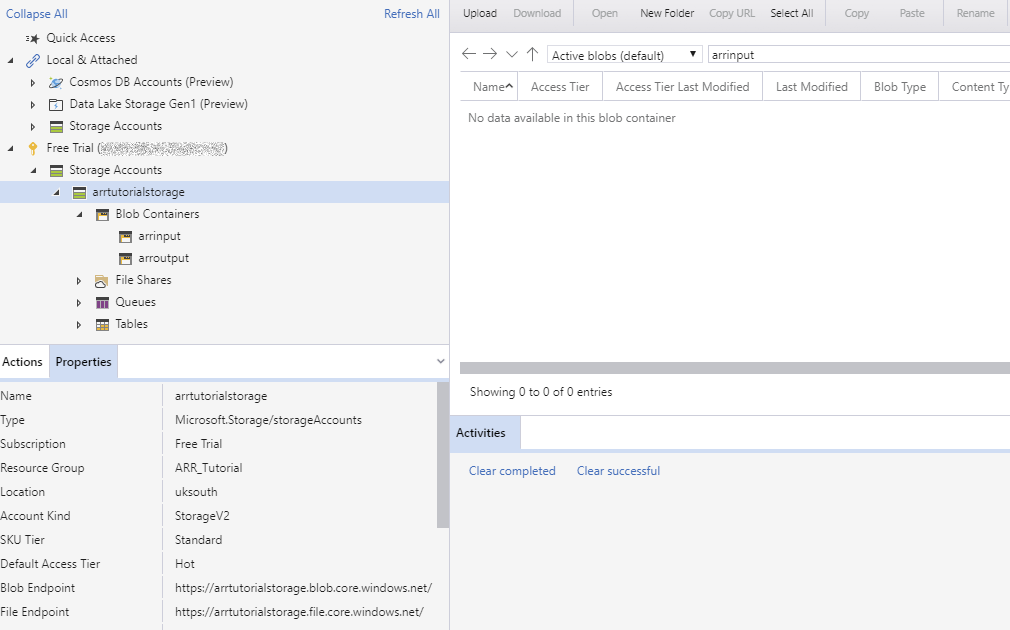 Collapse All Refresh All
Quick Access
Local & Attached
Cosmos DB Accounts (Preview)
Data Lake Storage Gen1 (Preview)
Storage Accounts
Free Trial ( )
Storage Accounts
arrtutorialstorage
Blob Containers
arrinput
arroutput
File Shares
Queues
Tables
Actions Properties
Name arrtutorialstorage
Type Microsoft.Storage/storageAccounts
Subscription Free Trial
Resource Group ARR_Tutorial
Location uksouth
Account Kind StorageV2
SKU Tier Standard
Default Access Tier Hot
Blob Endpoint https://arrtutorialstorage.blob.core.windows.net/
File Endpoint https://arrtutorialstorage.file.core.windows.net/
Upload Download Open New Folder Copy URL Select All Copy Paste Rename
Active blobs (default) arrinput
Name Access Tier Access Tier Last Modified Last Modified Blob Type Content Ty
No data available in this blob container
Showing 0 to 0 of 0 entries
Activities
Clear completed Clear successful